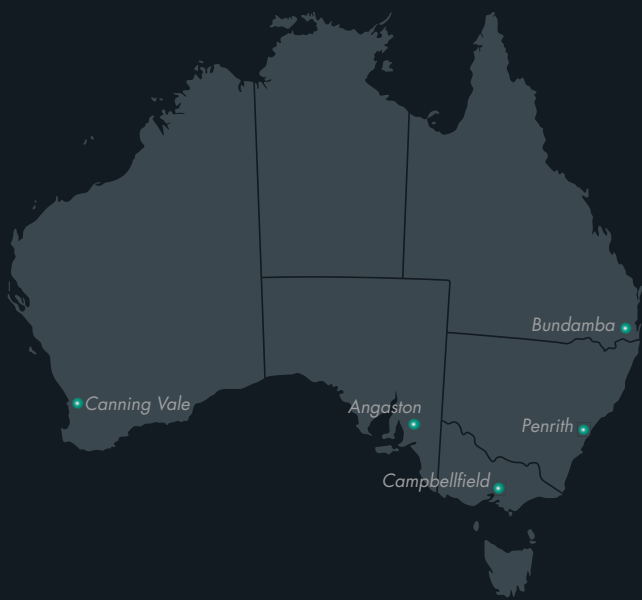 Bundamba
Canning Vale
Angaston
Penrith
Campbellfield